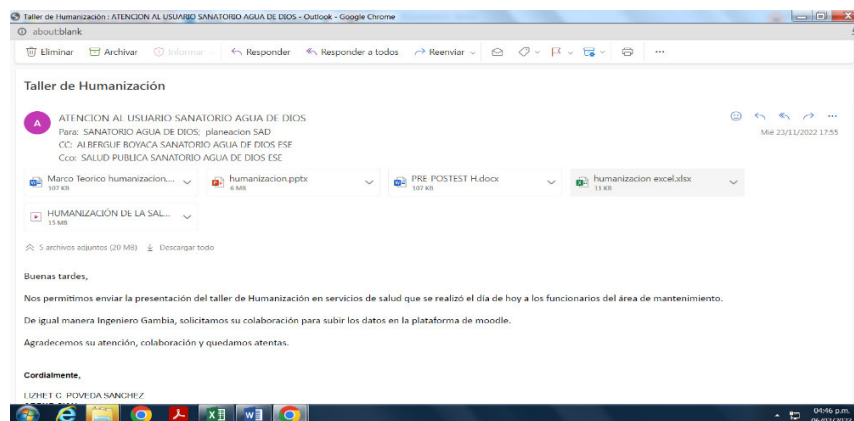 Taller de Humanización : ATENCION AL USUARIO SANATORIO AGUA DE DIOS - Outlook - Google Chrome
about:blank
Eliminar Archivar Informar Responder Responder a todos Reenviar
Taller de Humanización
A
ATENCION AL USUARIO SANATORIO AGUA DE DIOS
Para: SANATORIO AGUA DE DIOS; planeacion SAD
CC: ALBERGUE BOYACA SANATORIO AGUA DE DIOS ESE
Cco: SALUD PUBLICA SANATORIO AGUA DE DIOS ESE
Mié 23/11/2022 17:55
Marco Teorico humanizacion....
107 KB
humanizacion.pptx
6 MB
PRE-POSTEST H.docx
107 KB
humanizacion excel.xlsx
11 KB
HUMANIZACIÓN DE LA SAL...
15 MB
5 archivos adjuntos (20 MB) Descargar todo
Buenas tardes,
Nos permitimos enviar la presentación del taller de Humanización en servicios de salud que se realizó el día de hoy a los funcionarios del área de mantenimiento.
De igual manera Ingeniero Gambia, solicitamos su colaboración para subir los datos en la plataforma de moodle.
Agradecemos su atención, colaboración y quedamos atentas.
Cordialmente,
LIZHET C. POVEDA SANCHEZ
04:46 p.m.